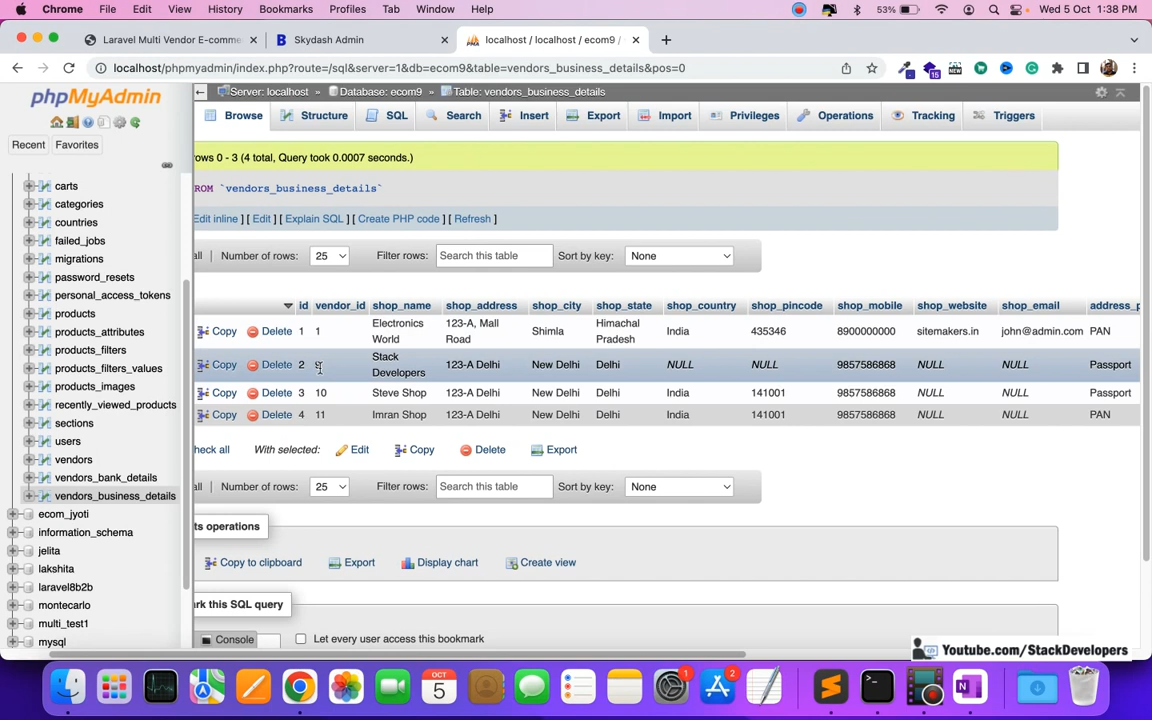 Chrome File Edit View History Bookmarks Profiles Tab Window Help 53% Wed 5 Oct 1:38 PM
Laravel Multi Vendor E-comme Skydash Admin localhost / localhost / ecom9 /
localhost/phpmyadmin/index.php?route=/sql&server=1&db=ecom9&table=vendors_business_details&pos=0
phpMyAdmin
Recent Favorites
carts
categories
countries
failed_jobs
migrations
password_resets
personal_access_tokens
products
products_attributes
products_filters
products_filters_values
products_images
recently_viewed_products
sections
users
vendors
vendors_bank_details
vendors_business_details
ecom_jyoti
information_schema
jelita
lakshita
laravel8b2b
montecarlo
multi_test1
mysql
Server: localhost » Database: ecom9 » Table: vendors_business_details
Browse Structure SQL Search Insert Export Import Privileges Operations Tracking Triggers
rows 0 - 3 (4 total, Query took 0.0007 seconds.)
ROM `vendors_business_details`
Edit inline ] [ Edit ] [ Explain SQL ] [ Create PHP code ] [ Refresh ]
all Number of rows: 25 Filter rows: Search this table Sort by key: None
id vendor_id shop_name shop_address shop_city shop_state shop_country shop_pincode shop_mobile shop_website shop_email address_p
Copy Delete 1 1 Electronics World 123-A, Mall Road Shimla Himachal Pradesh India 435346 8900000000 sitemakers.in john@admin.com PAN
Copy Delete 2 Stack Developers 123-A Delhi New Delhi Delhi NULL NULL 9857586868 NULL NULL Passport
Copy Delete 3 10 Steve Shop 123-A Delhi New Delhi Delhi India 141001 9857586868 NULL NULL Passport
Copy Delete 4 11 Imran Shop 123-A Delhi New Delhi Delhi India 141001 9857586868 NULL NULL PAN
heck all With selected: Edit Copy Delete Export
all Number of rows: 25 Filter rows: Search this table Sort by key: None
ts operations
Copy to clipboard Export Display chart Create view
ark this SQL query
Console Let every user access this bookmark
Youtube.com/StackDevelopers
OCT
5
1
2